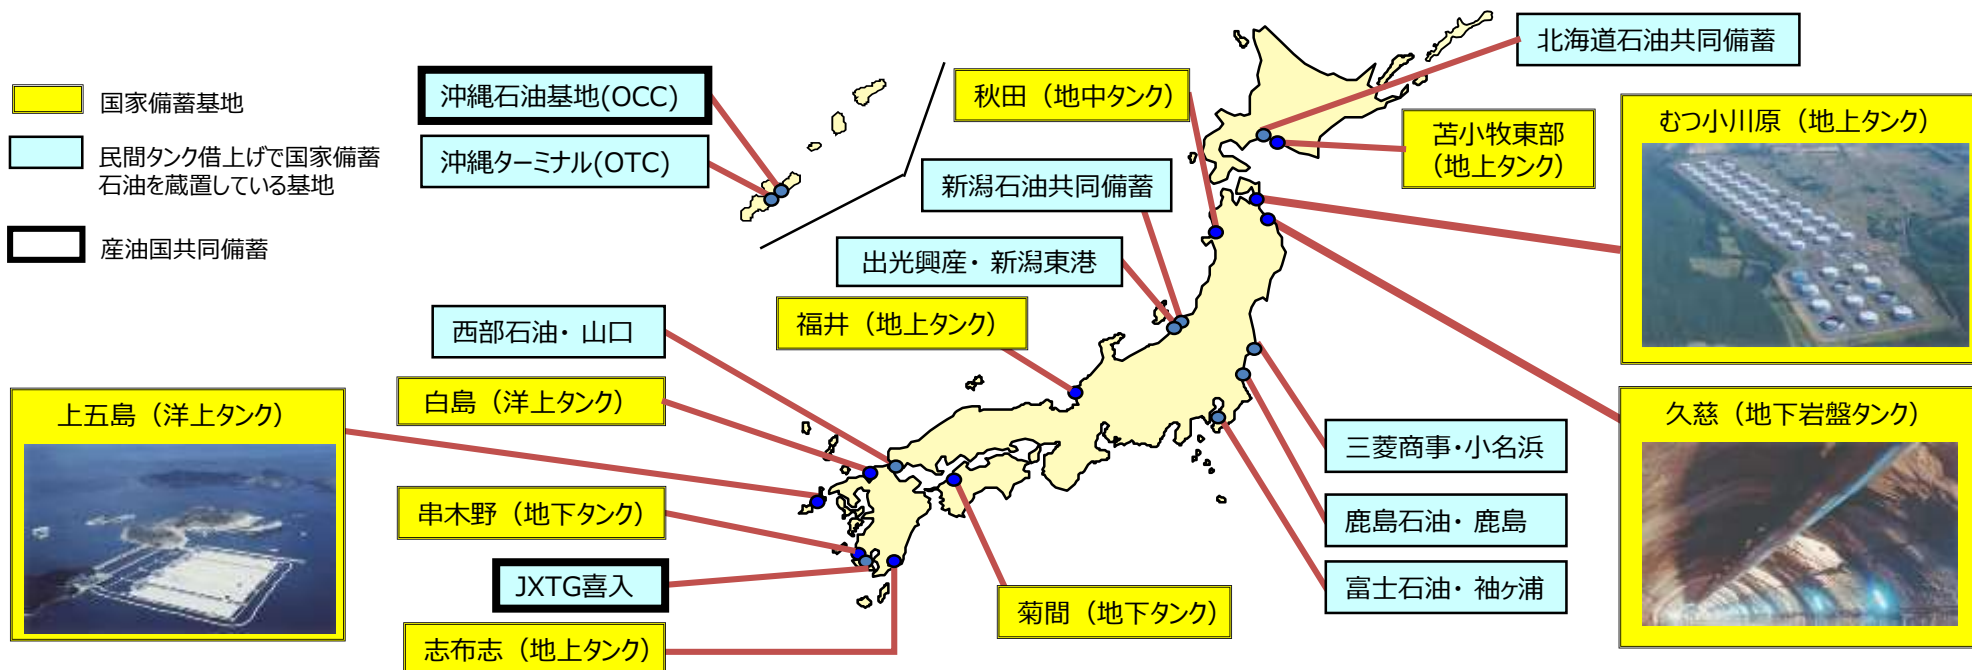 国家備蓄基地
民間タンク借上げで国家備蓄
石油を蔵置している基地
産油国共同備蓄
沖縄石油基地(OCC)
沖縄ターミナル(OTC)
秋田（地中タンク）
新潟石油共同備蓄
出光興産・新潟東港
福井（地上タンク）
北海道石油共同備蓄
苫小牧東部
（地上タンク）
むつ小川原（地上タンク）
西部石油・山口
白島（洋上タンク）
上五島（洋上タンク）
串木野（地下タンク）
JXTG喜入
志布志（地上タンク）
菊間（地下タンク）
三菱商事・小名浜
鹿島石油・鹿島
富士石油・袖ヶ浦
久慈（地下岩盤タンク）